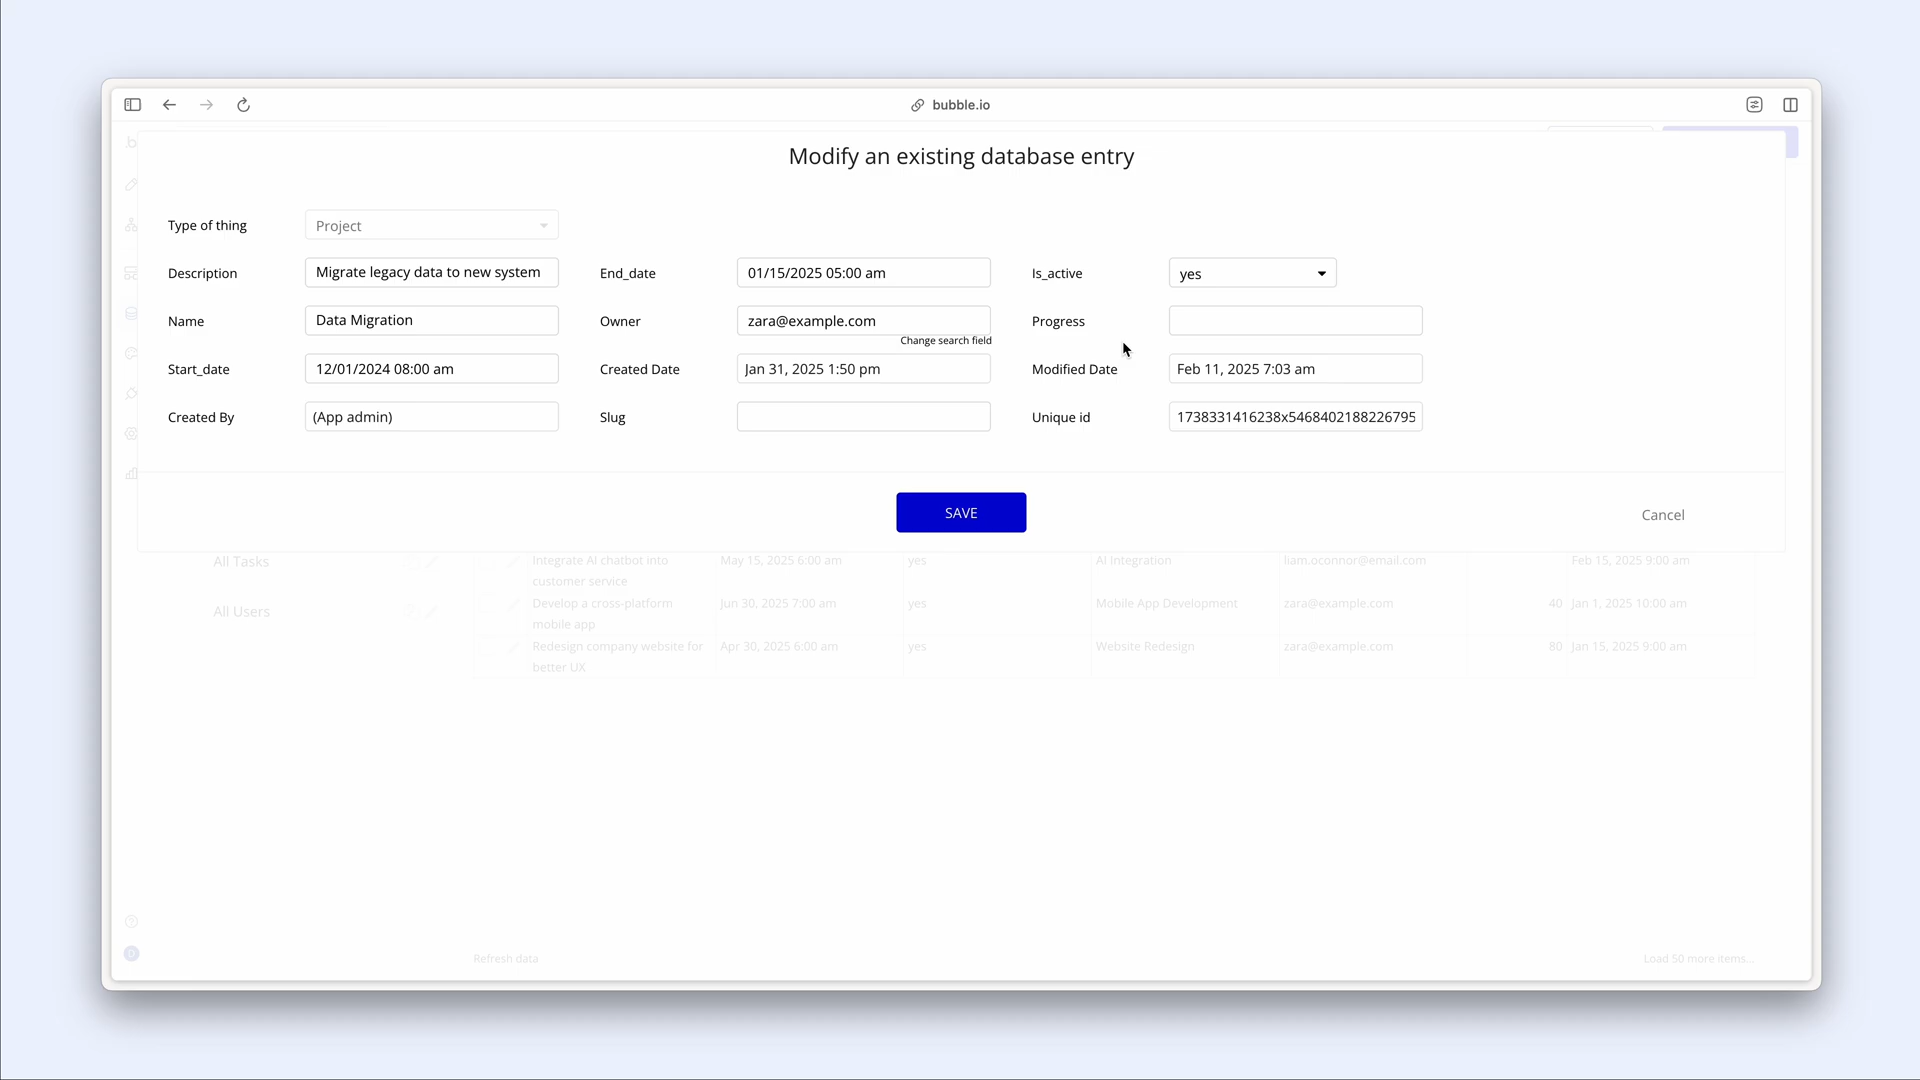 bubble.io
Modify an existing database entry
Type of thing Project
Description Migrate legacy data to new system End_date 01/15/2025 05:00 am Is_active yes
Name Data Migration Owner zara@example.com Progress
Change search field
Start_date 12/01/2024 08:00 am Created Date Jan 31, 2025 1:50 pm Modified Date Feb 11, 2025 7:03 am
Created By (App admin) Slug Unique id 1738331416238x5468402188226795
SAVE
Cancel
All Tasks Integrate AI chatbot into May 15, 2025 6:00 am yes AI Integration liam.oconnor@email.com Feb 15, 2025 9:00 am
customer service
All Users Develop a cross-platform Jun 30, 2025 7:00 am yes Mobile App Development zara@example.com 40 Jan 1, 2025 10:00 am
mobile app
Redesign company website for Apr 30, 2025 6:00 am yes Website Redesign zara@example.com 80 Jan 15, 2025 9:00 am
better UX
Refresh data Load 50 more items...